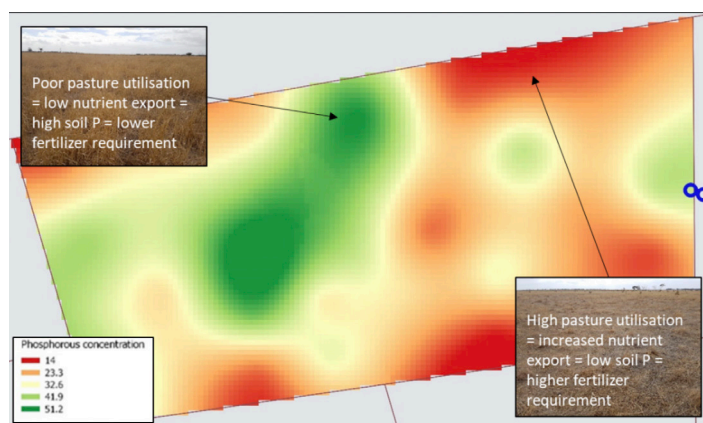 Poor pasture utilisation
= low nutrient export =
high soil P = lower
fertilizer requirement
High pasture utilisation
= increased nutrient
export = low soil P =
higher fertilizer
requirement
Phosphorous concentration
14
23.3
32.6
41.9
51.2